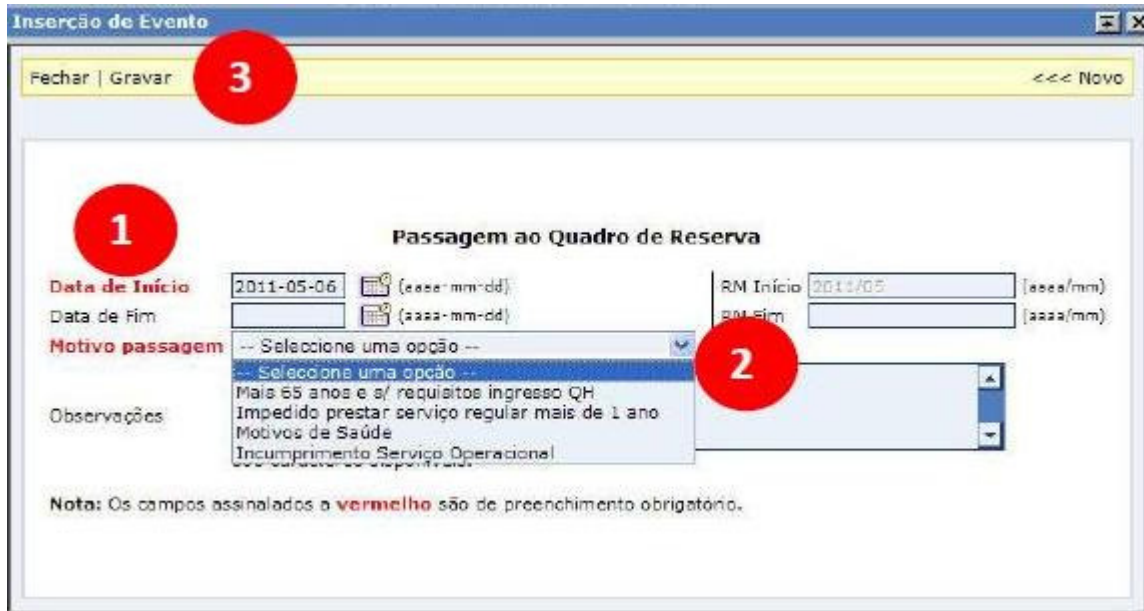 Inserção de Evento
Fechar | Gravar 3 <<< Novo
1
Passagem ao Quadro de Reserva
Data de Início 2011-05-06 (aaaa-mm-dd) RM Início 2011/05 (aaaa/mm)
Data de Fim (aaaa-mm-dd) RM Fim (aaaa/mm)
Motivo passagem -- Seleccione uma opção --
2
-- Seleccione uma opção --
Mais 65 anos e s/ requisitos ingresso QH
Impedido prestar serviço regular mais de 1 ano
Observações
Motivos de Saúde
Incumprimento Serviço Operacional
Nota: Os campos assinalados a vermelho são de preenchimento obrigatório.